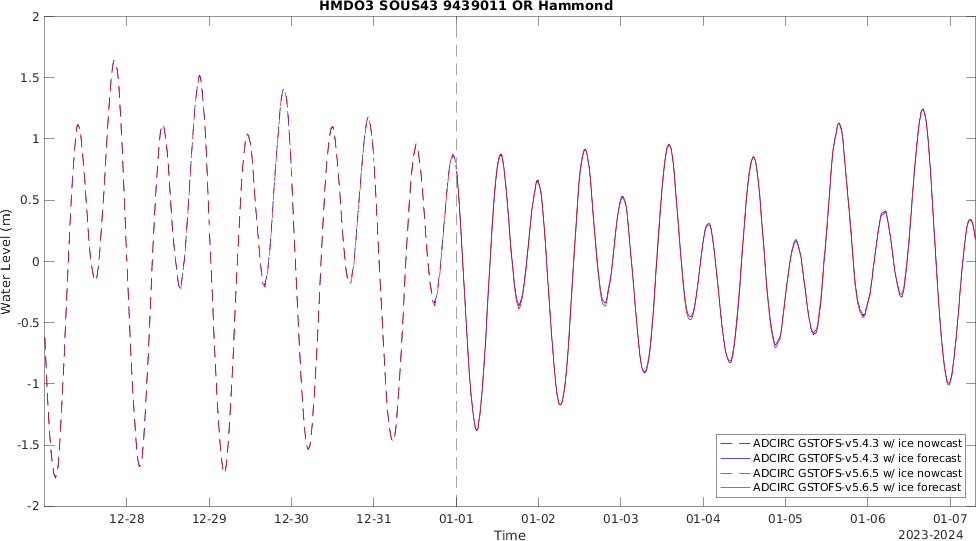 HMDO3 SOUS43 9439011 OR Hammond
2
1.5
1
0.5
0
-0.5
-1
-1.5
-2
Water Level (m)
ADCIRC GSTOFS-v5.4.3 w/ ice nowcast
ADCIRC GSTOFS-v5.4.3 w/ ice forecast
ADCIRC GSTOFS-v5.6.5 w/ ice nowcast
ADCIRC GSTOFS-v5.6.5 w/ ice forecast
12-28 12-29 12-30 12-31 01-01 01-02 01-03 01-04 01-05 01-06 01-07
Time
2023-2024